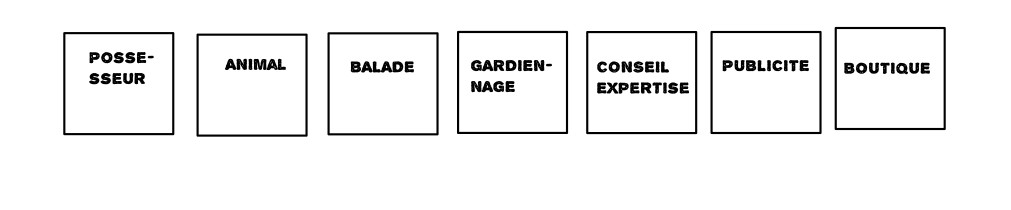 POSSE-
SSEUR
ANIMAL
BALADE
GARDIEN-
NAGE
CONSEIL
EXPERTISE
PUBLICITE
BOUTIQUE